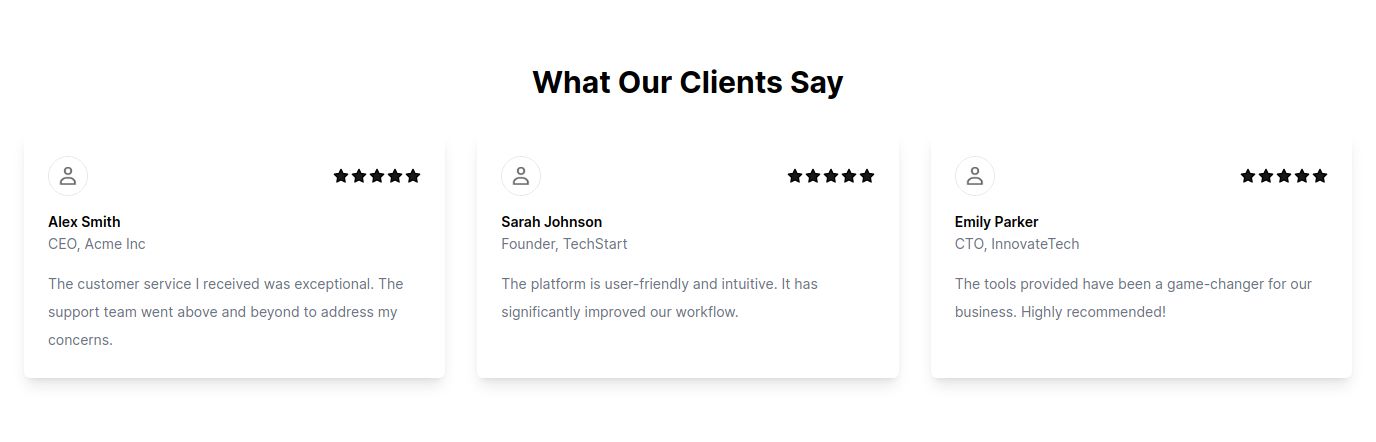 What Our Clients Say
Alex Smith
CEO, Acme Inc
The customer service I received was exceptional. The
support team went above and beyond to address my
concerns.
Sarah Johnson
Founder, TechStart
The platform is user-friendly and intuitive. It has
significantly improved our workflow.
Emily Parker
CTO, InnovateTech
The tools provided have been a game-changer for our
business. Highly recommended!